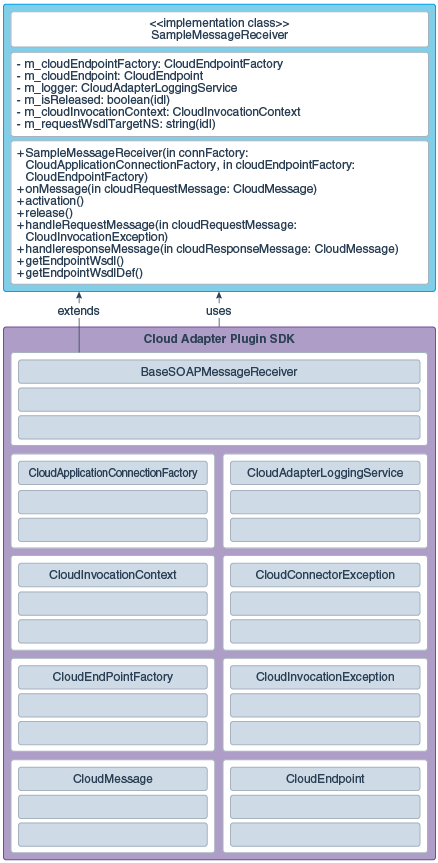 <<implementation class>>
SampleMessageReceiver
- m_cloudEndpointFactory: CloudEndpointFactory
- m_cloudEndpoint: CloudEndpoint
- m_logger: CloudAdapterLoggingService
- m_isReleased: boolean(idl)
- m_cloudInvocationContext: CloudInvocationContext
- m_requestWsdlTargetNS: string(idl)
+SampleMessageReceiver(in connFactory:
CloudApplicationConnectionFactory, in cloudEndpointFactory:
CloudEndpointFactory)
+onMessage(in cloudRequestMessage: CloudMessage)
+activation()
+release()
+handleRequestMessage(in cloudRequestMessage:
CloudInvocationException)
+handleresponseMessage(in cloudResponseMessage: CloudMessage)
+getEndpointWsdl()
+getEndpointWsdlDef()
extends
uses
Cloud Adapter Plugin SDK
BaseSOAPMessageReceiver
CloudApplicationConnectionFactory
CloudAdapterLoggingService
CloudInvocationContext
CloudConnectorException
CloudEndPointFactory
CloudInvocationException
CloudMessage
CloudEndpoint